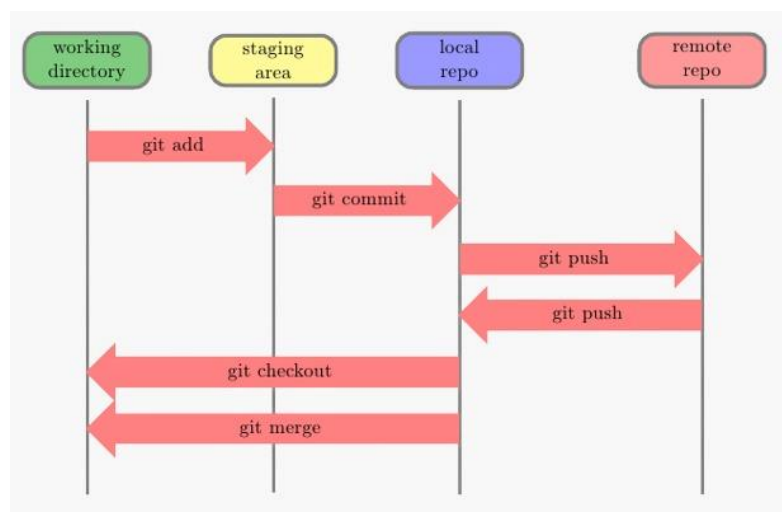 working
directory
staging
area
local
repo
remote
repo
git add
git commit
git push
git push
git checkout
git merge